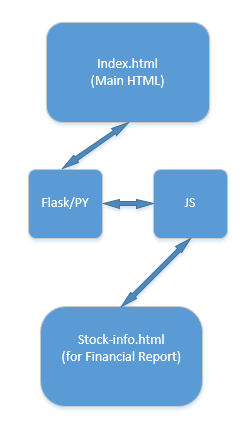 Index.html
(Main HTML)
Flask/PY
JS
Stock-info.html
(for Financial Report)